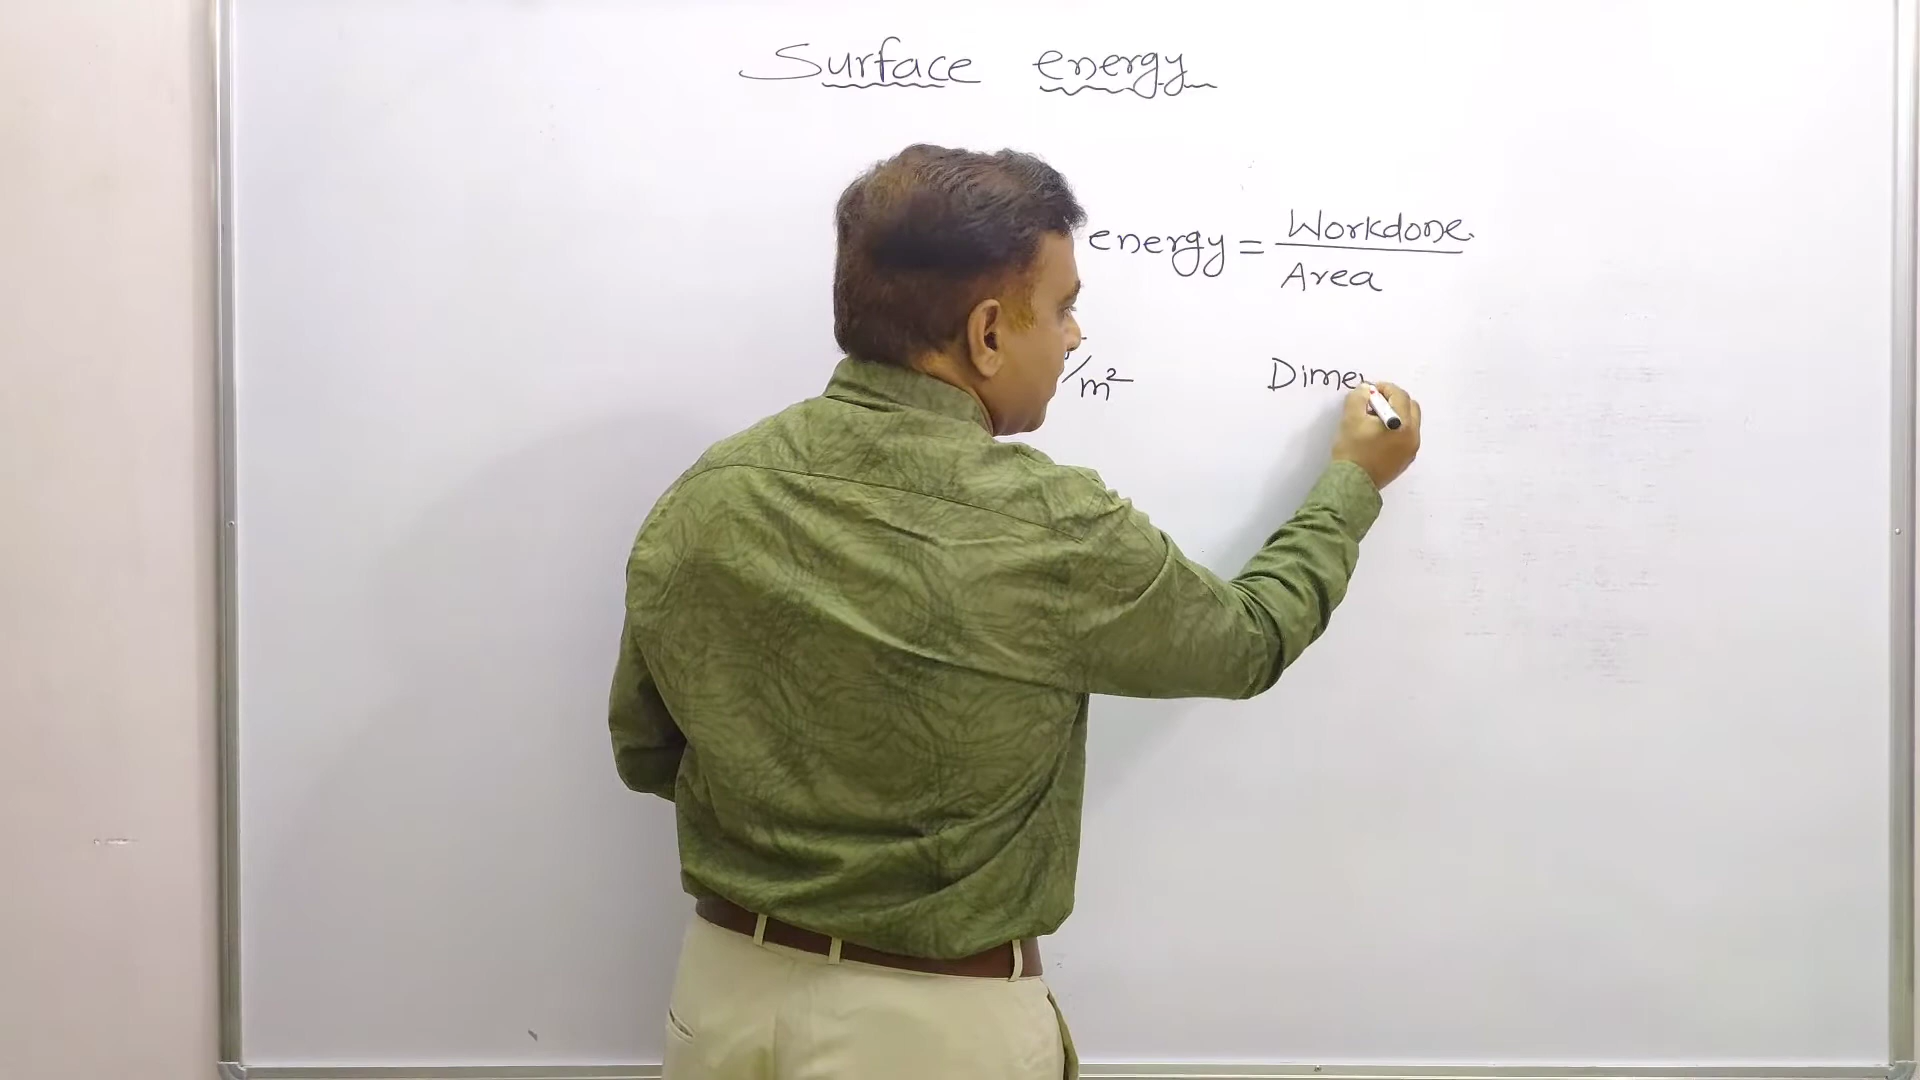 Surface energy
energy = Workdone
Area
/m²
Dime